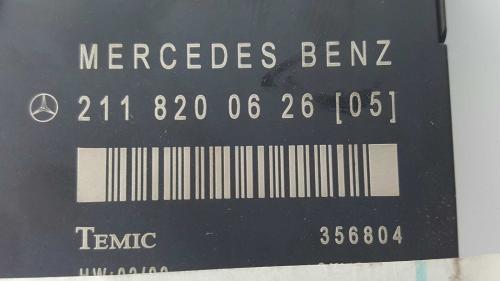 MERCEDES BENZ
211 820 06 26 [05]
TEMIC 356804